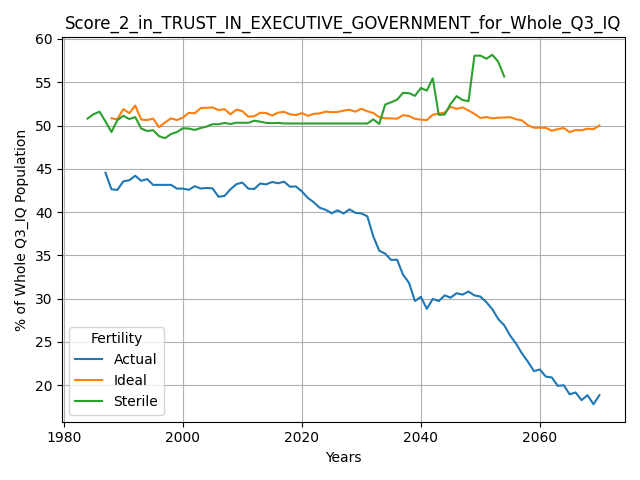 Score_2_in_TRUST_IN_EXECUTIVE_GOVERNMENT_for_Whole_Q3_IQ
% of Whole Q3_IQ Population
60
55
50
45
40
35
30
25
20
Fertility
Actual
Ideal
Sterile
1980
2000
2020
2040
2060
Years